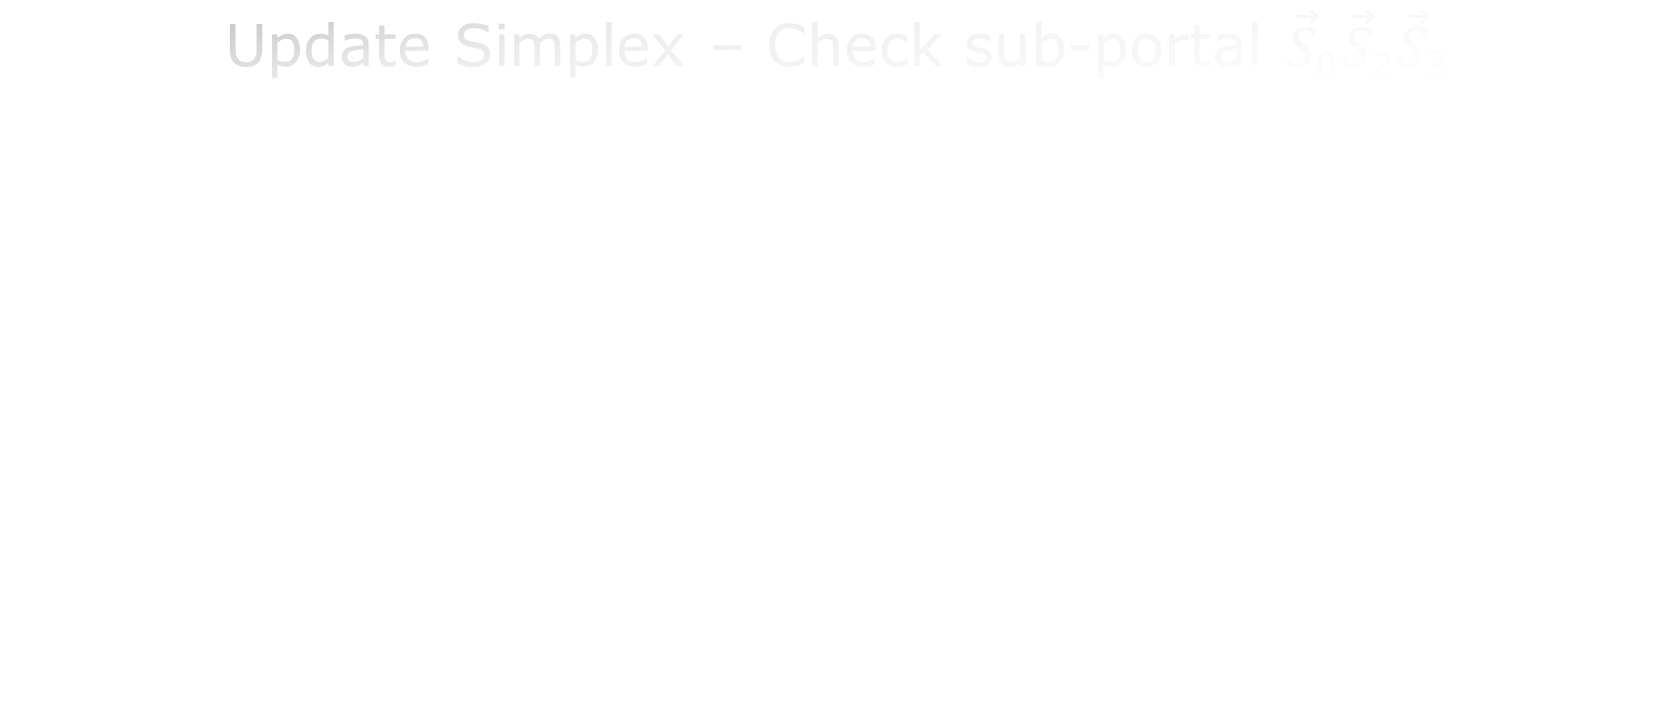 Update Simplex – Check sub-portal S⃗₀S⃗₂S⃗₃